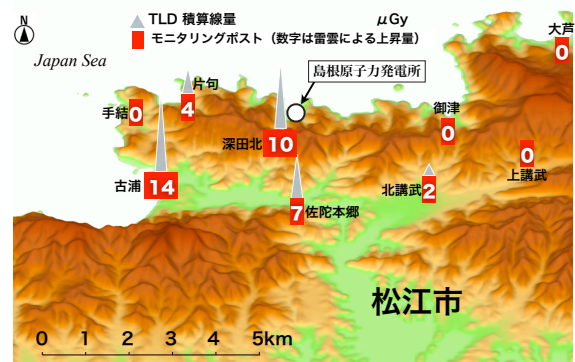 TLD 積算線量 μGy
モニタリングポスト（数字は雷雲による上昇量）
N
Japan Sea
大芦
0
島根原子力発電所
片句
4
手結
0
御津
0
深田北
10
上講武
0
古浦
14
北講武
2
7
佐陀本郷
松江市
0 1 2 3 4 5km